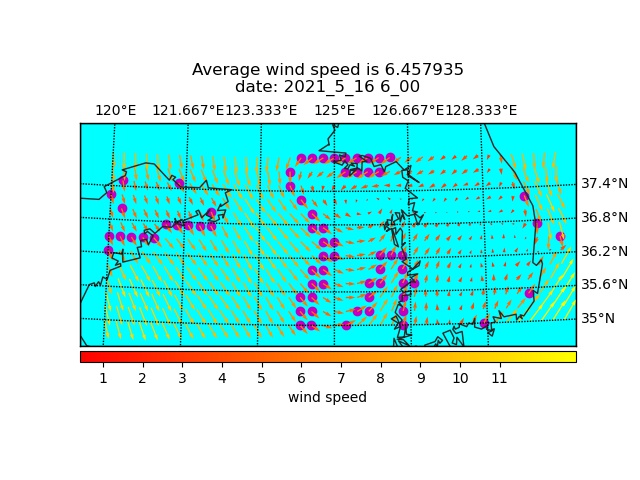 Average wind speed is 6.457935
date: 2021_5_16 6_00
120°E 121.667°E 123.333°E 125°E 126.667°E 128.333°E
37.4°N
36.8°N
36.2°N
35.6°N
35°N
1 2 3 4 5 6 7 8 9 10 11
wind speed